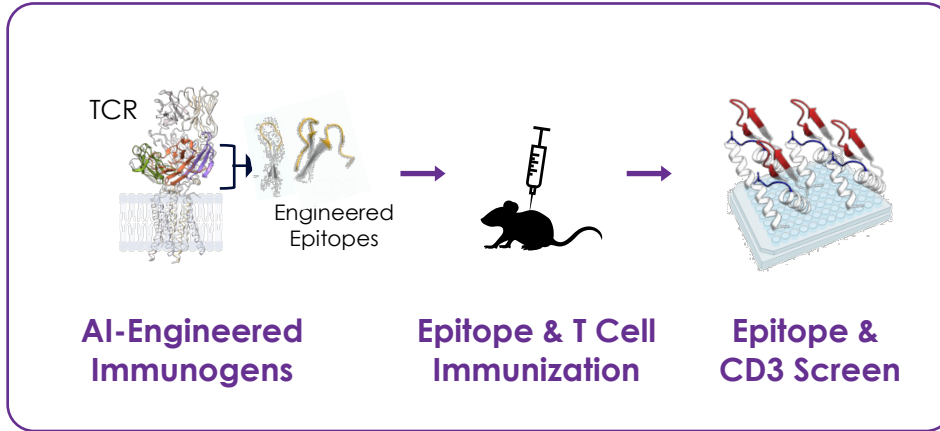 TCR
Engineered
Epitopes
AI-Engineered
Immunogens
Epitope & T Cell
Immunization
Epitope &
CD3 Screen